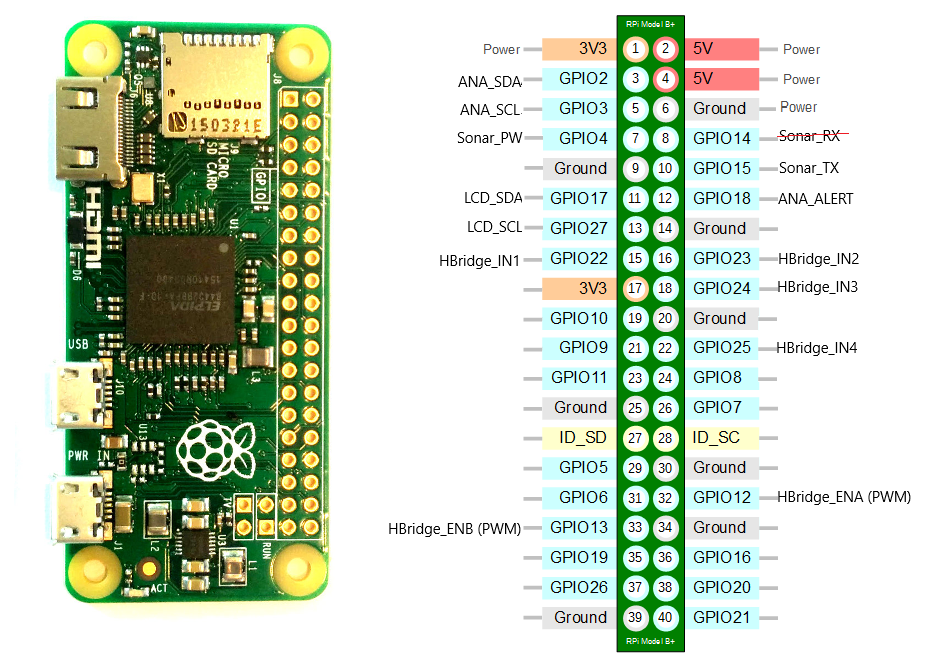 RPi Model B+
Power 3V3 1 2 5V Power
ANA_SDA GPIO2 3 4 5V Power
ANA_SCL GPIO3 5 6 Ground Power
Sonar_PW GPIO4 7 8 GPIO14 Sonar_RX
Ground 9 10 GPIO15 Sonar_TX
LCD_SDA GPIO17 11 12 GPIO18 ANA_ALERT
LCD_SCL GPIO27 13 14 Ground
HBridge_IN1 GPIO22 15 16 GPIO23 HBridge_IN2
3V3 17 18 GPIO24 HBridge_IN3
GPIO10 19 20 Ground
GPIO9 21 22 GPIO25 HBridge_IN4
GPIO11 23 24 GPIO8
Ground 25 26 GPIO7
ID_SD 27 28 ID_SC
GPIO5 29 30 Ground
GPIO6 31 32 GPIO12 HBridge_ENA (PWM)
HBridge_ENB (PWM) GPIO13 33 34 Ground
GPIO19 35 36 GPIO16
GPIO26 37 38 GPIO20
Ground 39 40 GPIO21
RPi Model B+
J8
150321E
J9
SD CARD
GPIO
X1
HDMI
D6
ELPIDA
USB
J10
L3
U13
PWR IN
J1
L2
TV
U3
RUN
L1
ACT